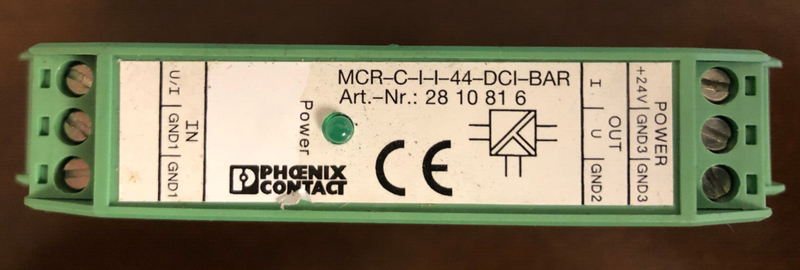 MCR-C-I-I-44-DCI-BAR
Art.-Nr.: 28 10 81 6
Power
PHOENIX
CONTACT
CE
IN
U/I
GND1
GND1
OUT
I
U
GND2
POWER
+24V
GND3
GND3